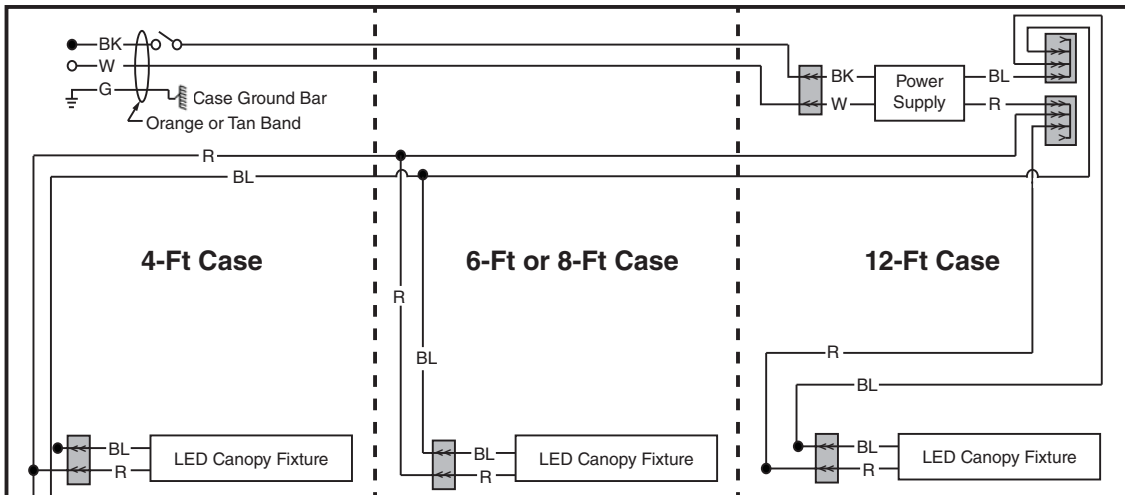 BK
W
G
Case Ground Bar
Orange or Tan Band
BK
W
Power
Supply
BL
R
R
BL
4-Ft Case
6-Ft or 8-Ft Case
12-Ft Case
R
BL
R
BL
BL
R
LED Canopy Fixture
BL
R
LED Canopy Fixture
BL
R
LED Canopy Fixture